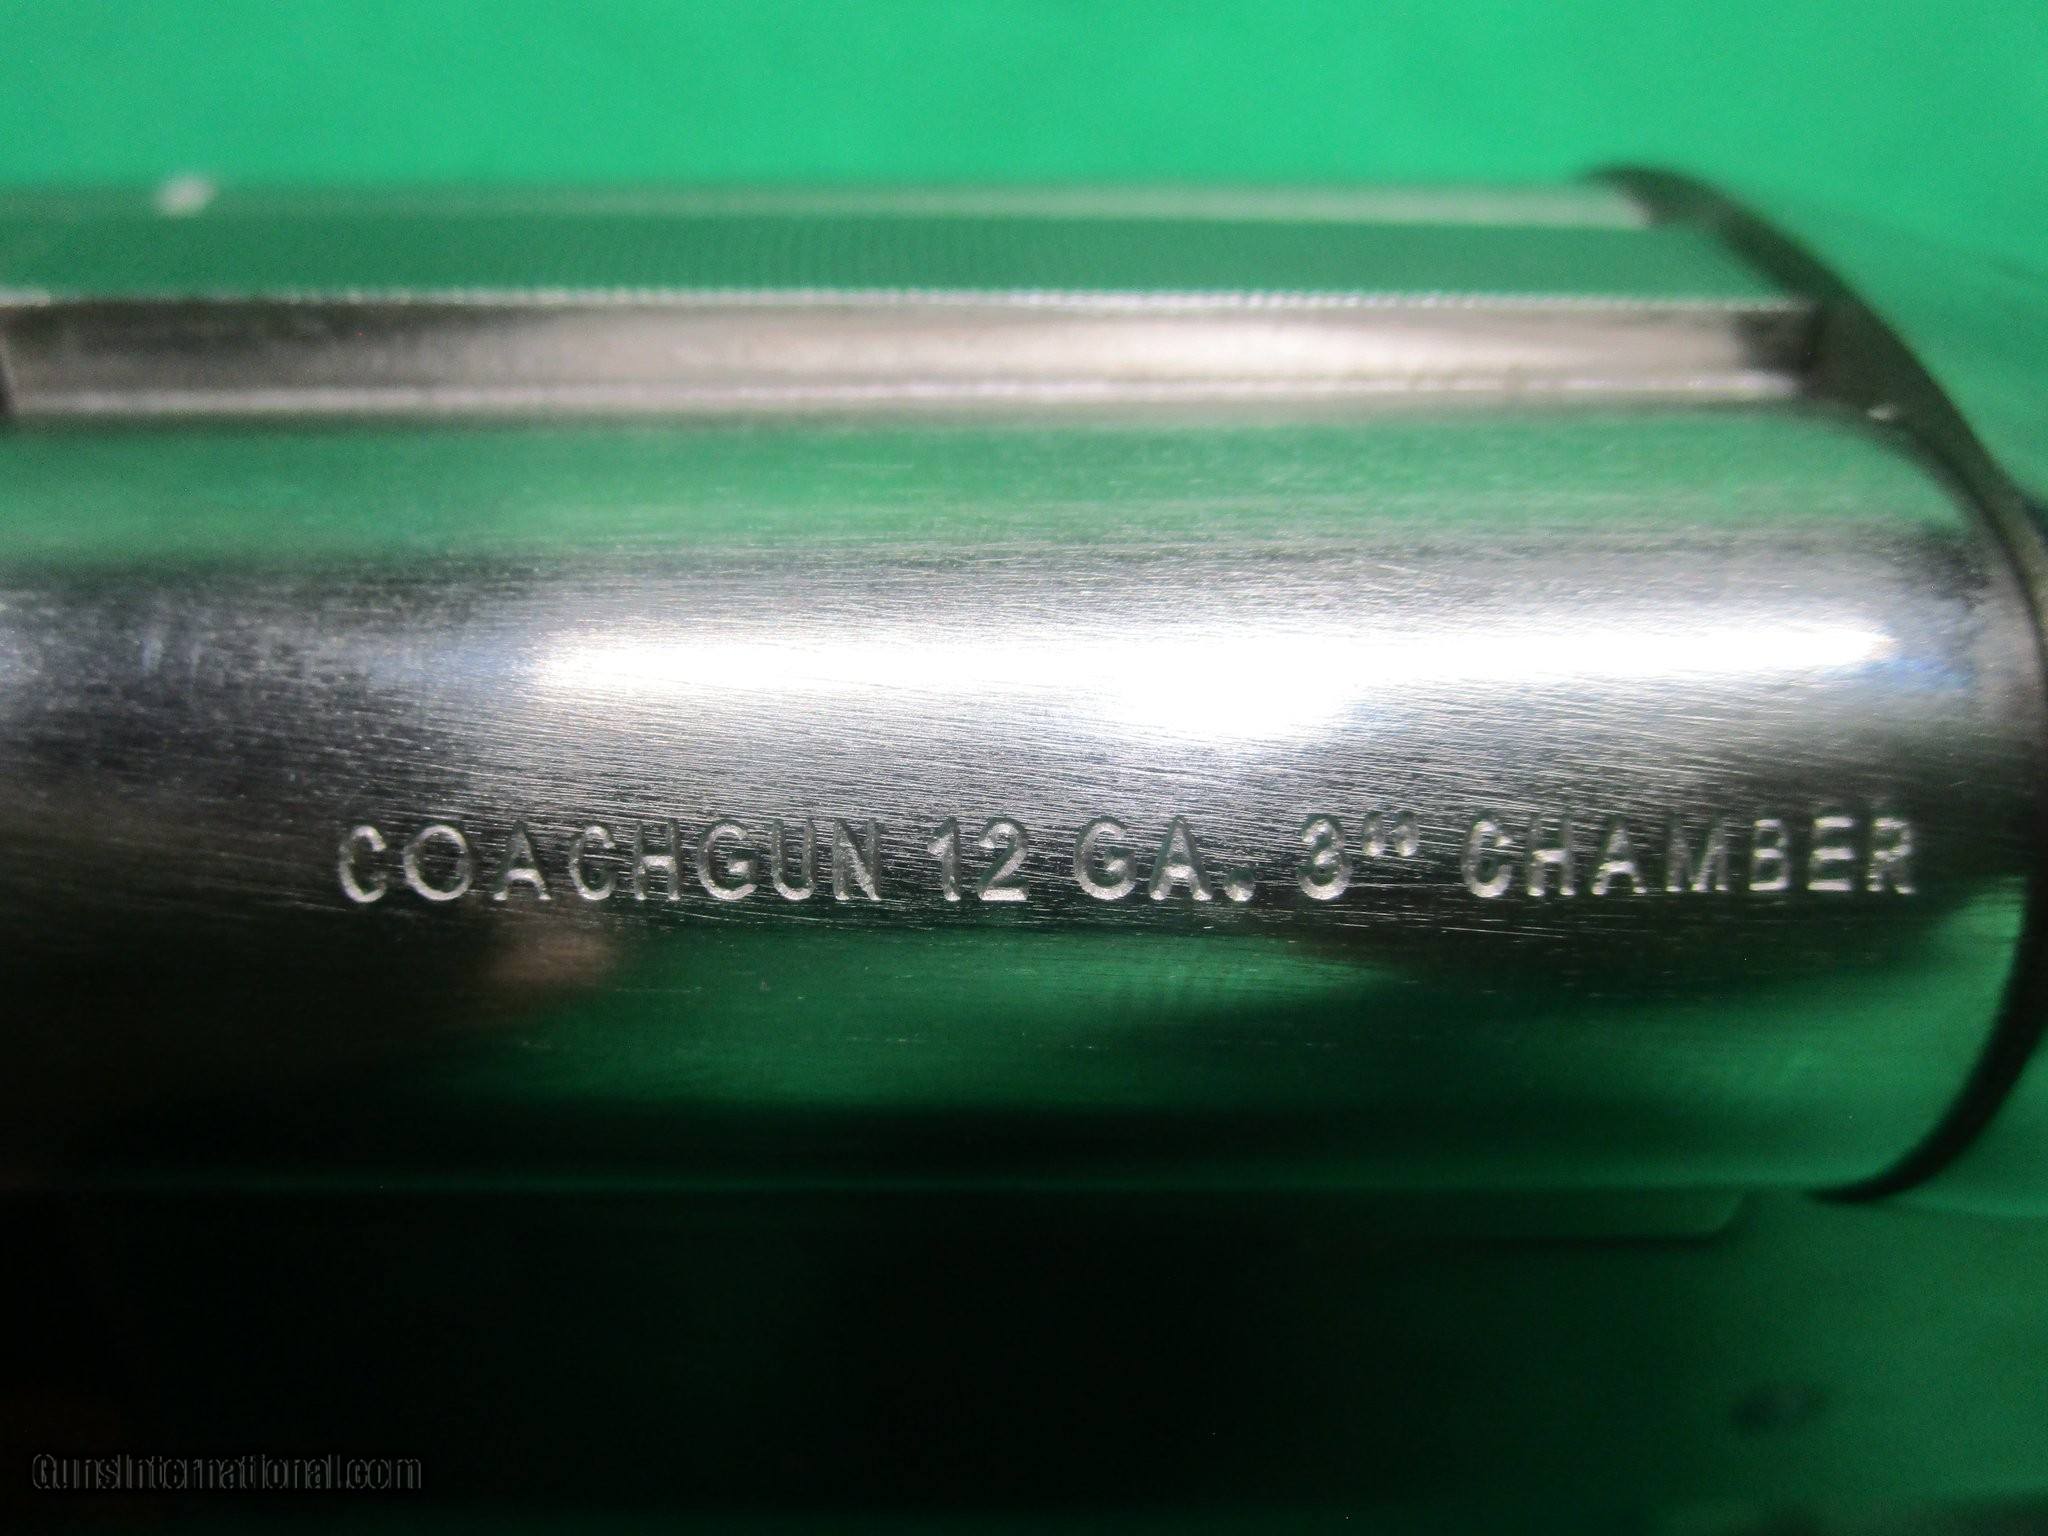 COACHGUN 12 GA. 3" CHAMBER
GunsInternational.com